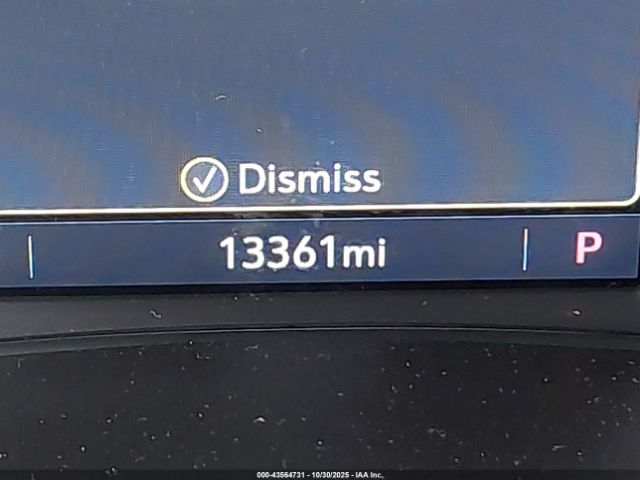 Dismiss
13361mi P
000-43564731 - 10/30/2025 - IAA Inc.